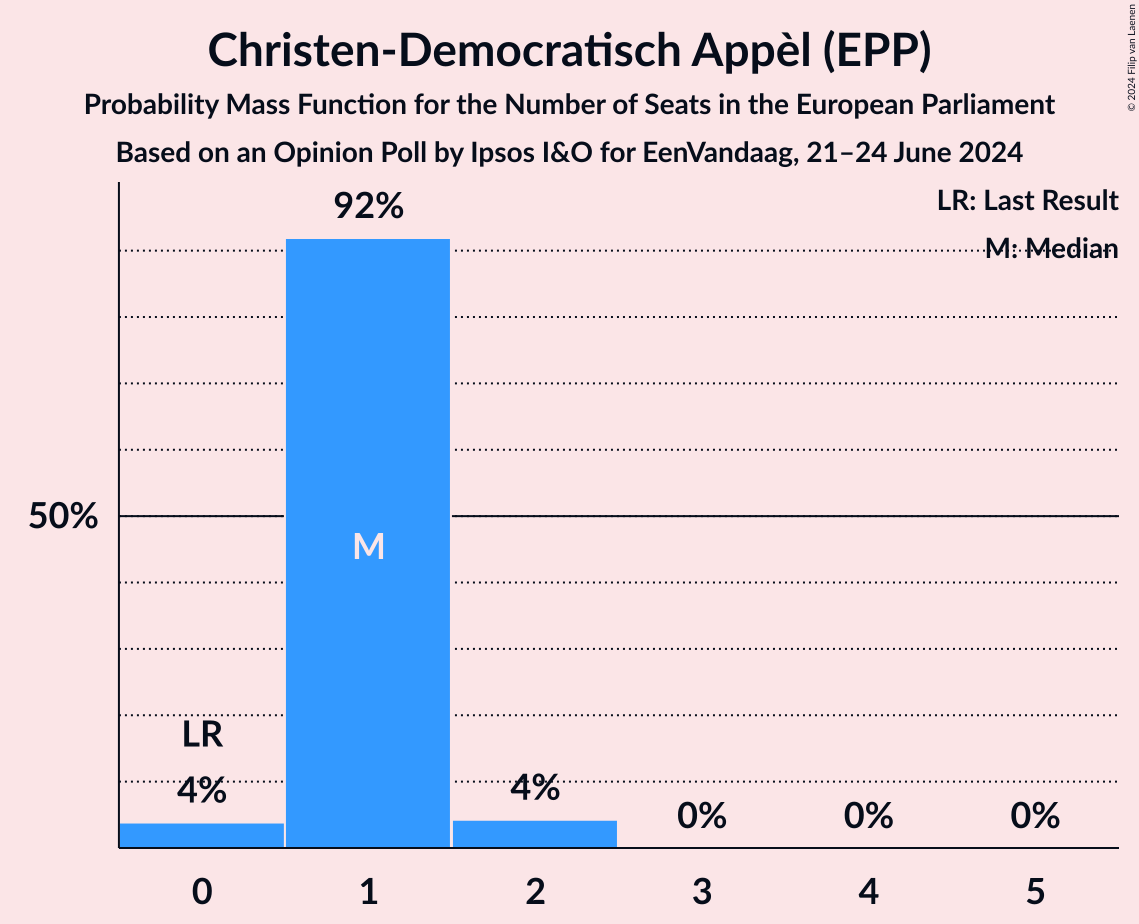 Christen-Democratisch Appèl (EPP)
Probability Mass Function for the Number of Seats in the European Parliament
Based on an Opinion Poll by Ipsos I&O for EenVandaag, 21–24 June 2024
© 2024 Filip van Laenen
LR: Last Result
M: Median
92%
50%
M
LR
4%
4%
0%
0%
0%
0
1
2
3
4
5